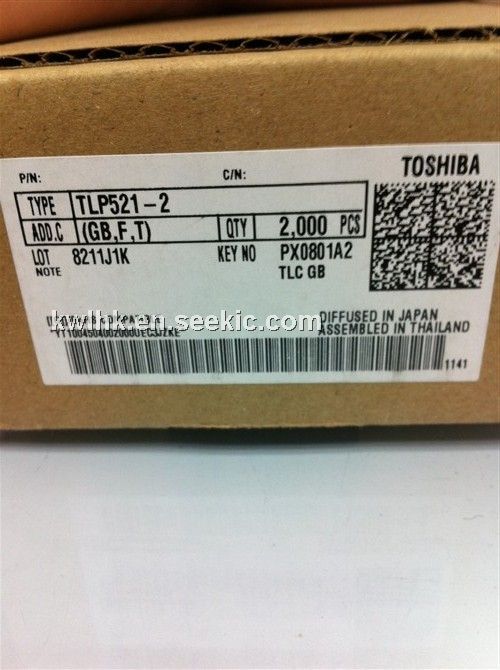 P/N: C/N: TOSHIBA
TYPE TLP521-2
ADD.C (GB,F,T) QTY 2,000 PCS
LOT 8211J1K KEY NO PX0801A2
NOTE TLC GB
kwlhx.en.seekic.com
DIFFUSED IN JAPAN
ASSEMBLED IN THAILAND
1141